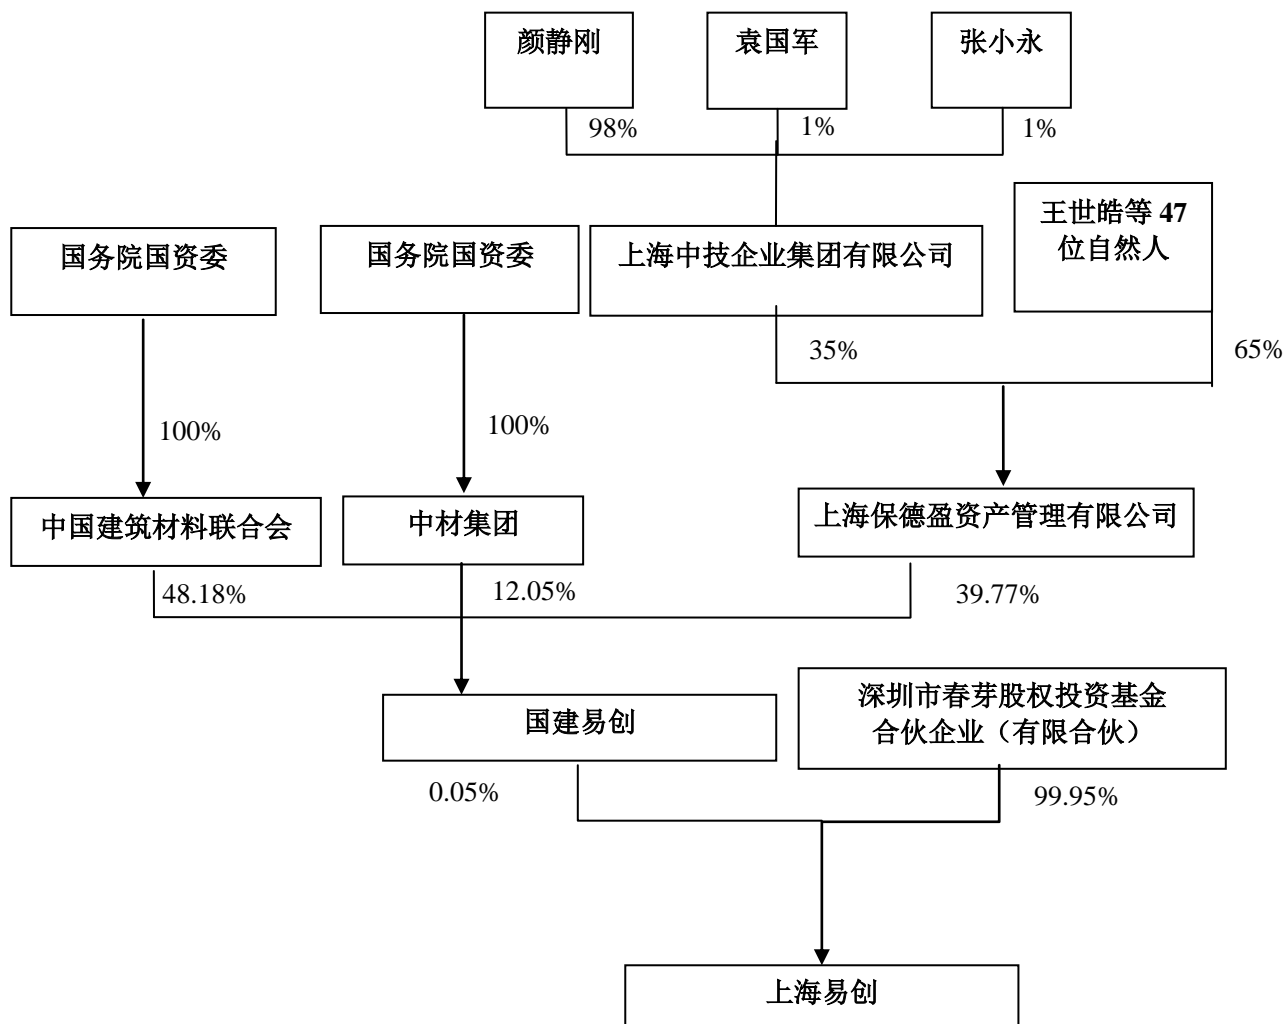 颜静刚
袁国军
张小永
98%
1%
1%
王世皓等 47
位自然人
国务院国资委
国务院国资委
上海中技企业集团有限公司
35%
65%
100%
100%
中国建筑材料联合会
中材集团
上海保德盈资产管理有限公司
48.18%
12.05%
39.77%
国建易创
深圳市春芽股权投资基金
合伙企业（有限合伙）
0.05%
99.95%
上海易创